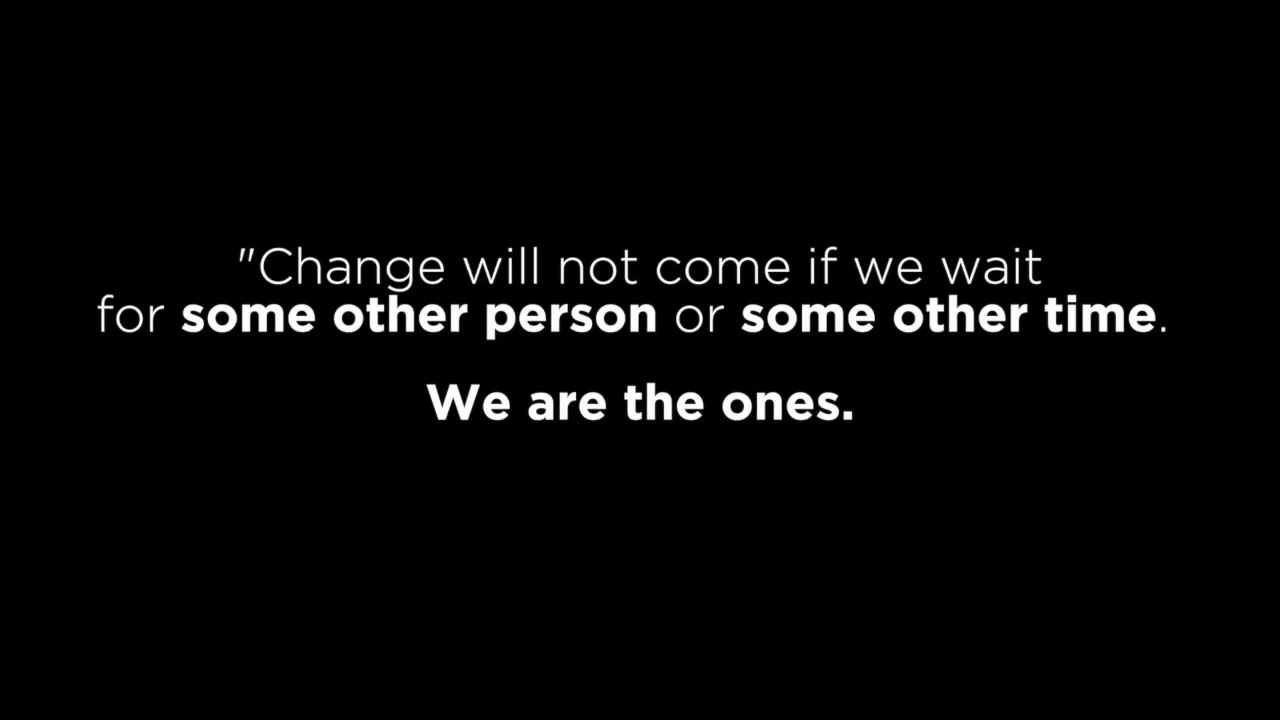 "Change will not come if we wait
for some other person or some other time.
We are the ones.